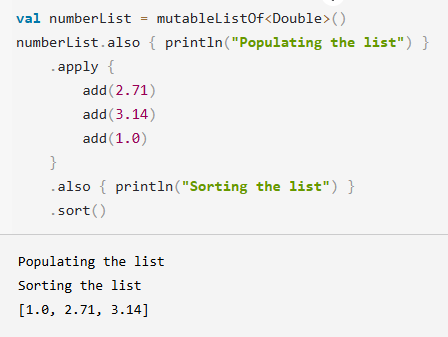 val numberList = mutableListOf<Double>()
numberList.also { println("Populating the list") }
    .apply {
        add(2.71)
        add(3.14)
        add(1.0)
    }
    .also { println("Sorting the list") }
    .sort()
Populating the list
Sorting the list
[1.0, 2.71, 3.14]